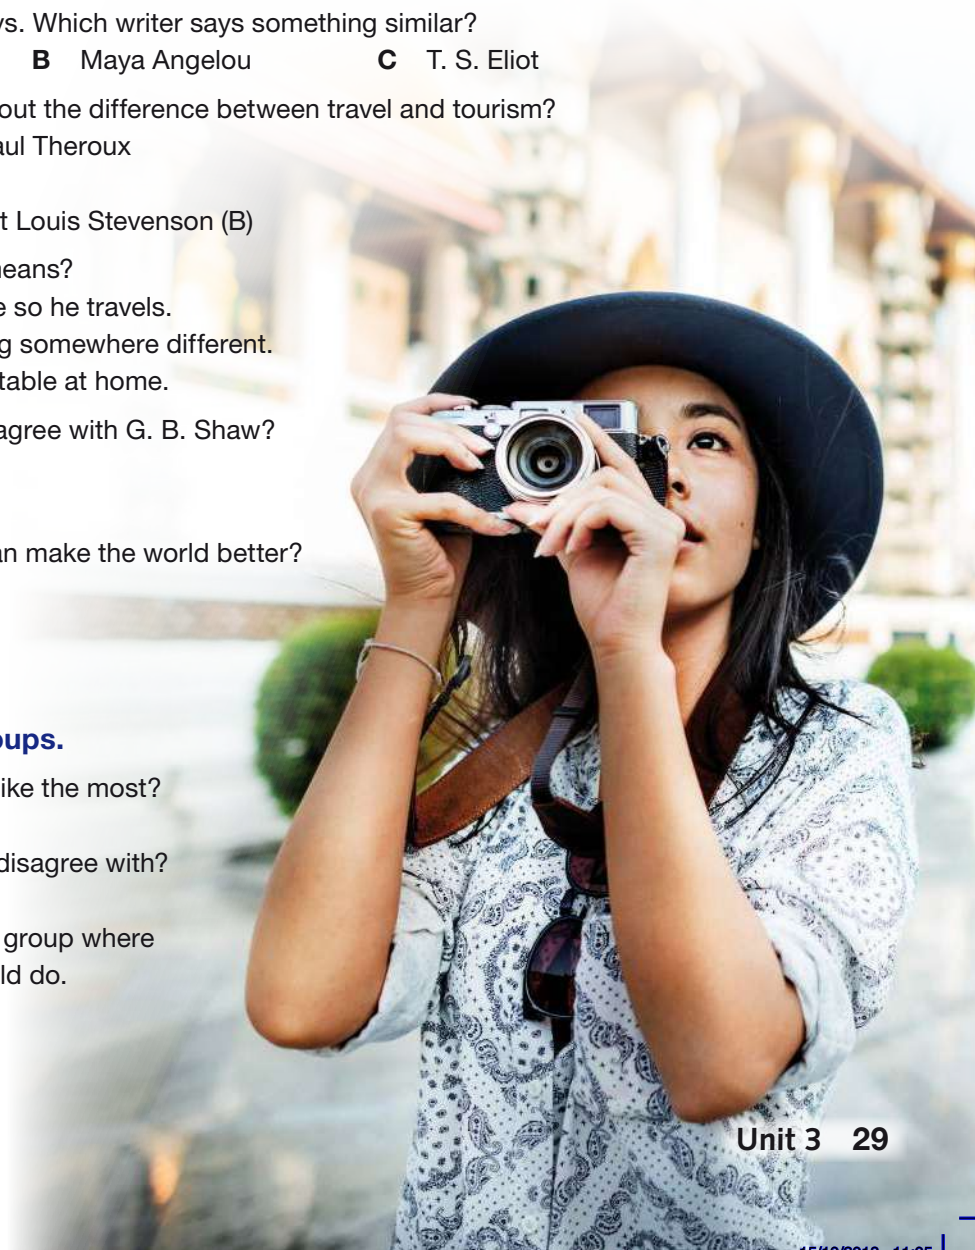 ys. Which writer says something similar?
B Maya Angelou C T. S. Eliot
out the difference between travel and tourism?
aul Theroux
t Louis Stevenson (B)
neans?
e so he travels.
g somewhere different.
table at home.
agree with G. B. Shaw?
an make the world better?
oups.
like the most?
disagree with?
group where
ld do.
Unit 3 29